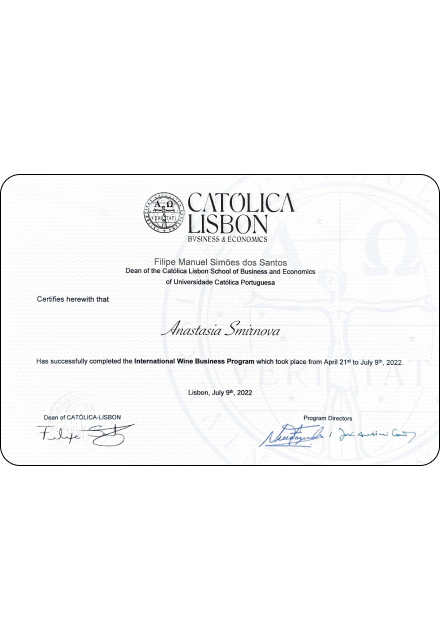 CATÓLICA
LISBON
BUSINESS & ECONOMICS
Filipe Manuel Simões dos Santos
Dean of the Católica Lisbon School of Business and Economics
of Universidade Católica Portuguesa
Certifies herewith that
Anastasia Smirnova
Has successfully completed the International Wine Business Program which took place from April 21st to July 9th, 2022.
Lisbon, July 9th, 2022
Dean of CATÓLICA-LISBON
Program Directors
Filipe